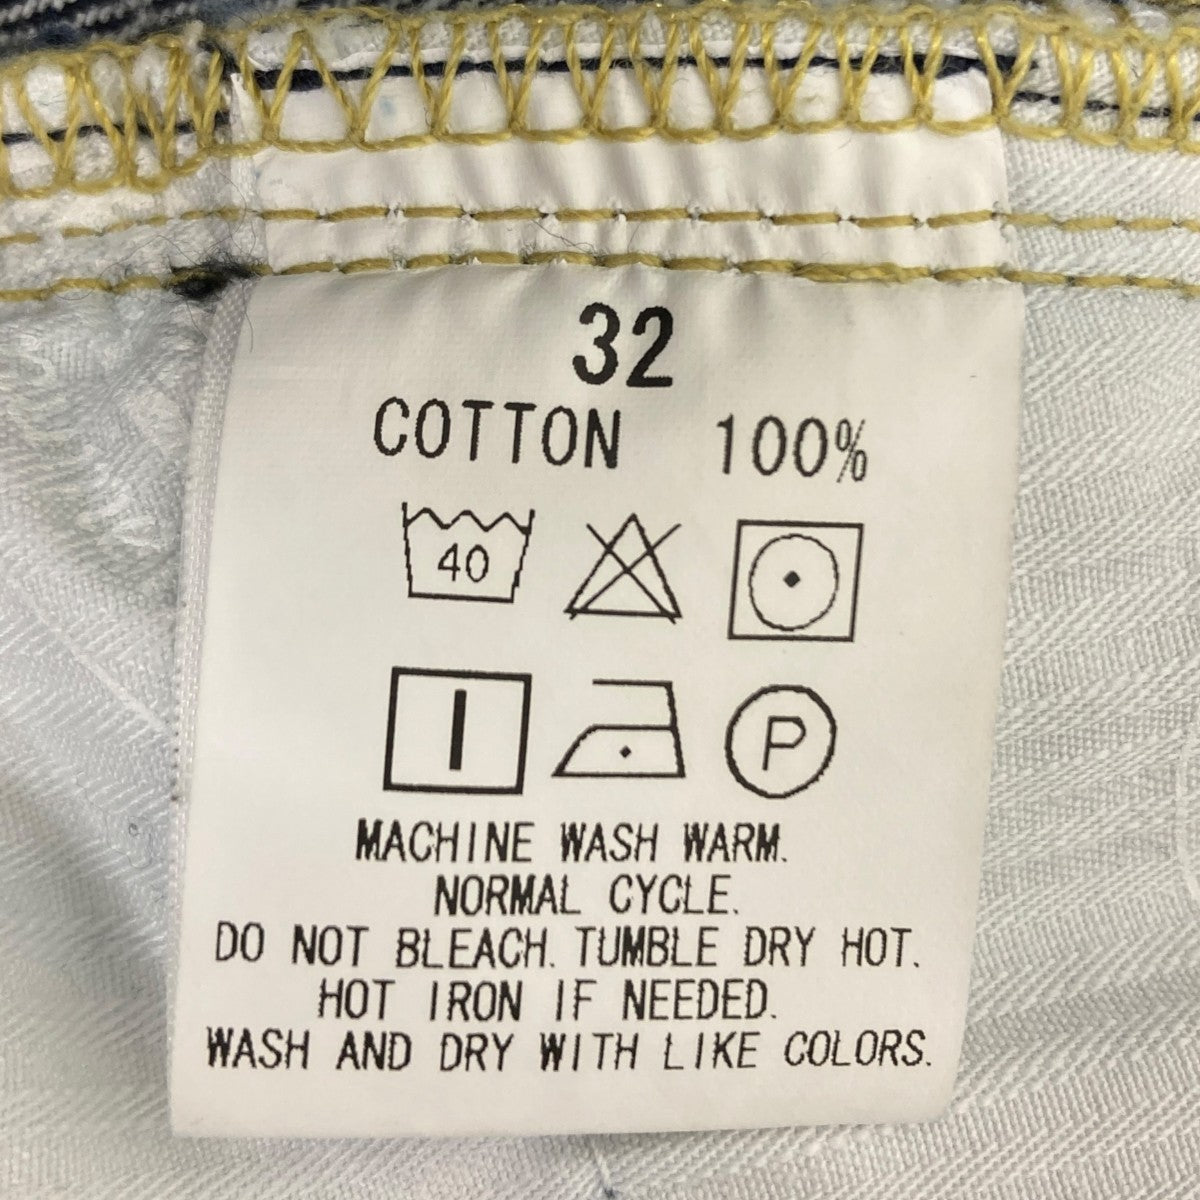 32
COTTON 100%
40
P
MACHINE WASH WARM.
NORMAL CYCLE.
DO NOT BLEACH. TUMBLE DRY HOT.
HOT IRON IF NEEDED.
WASH AND DRY WITH LIKE COLORS.